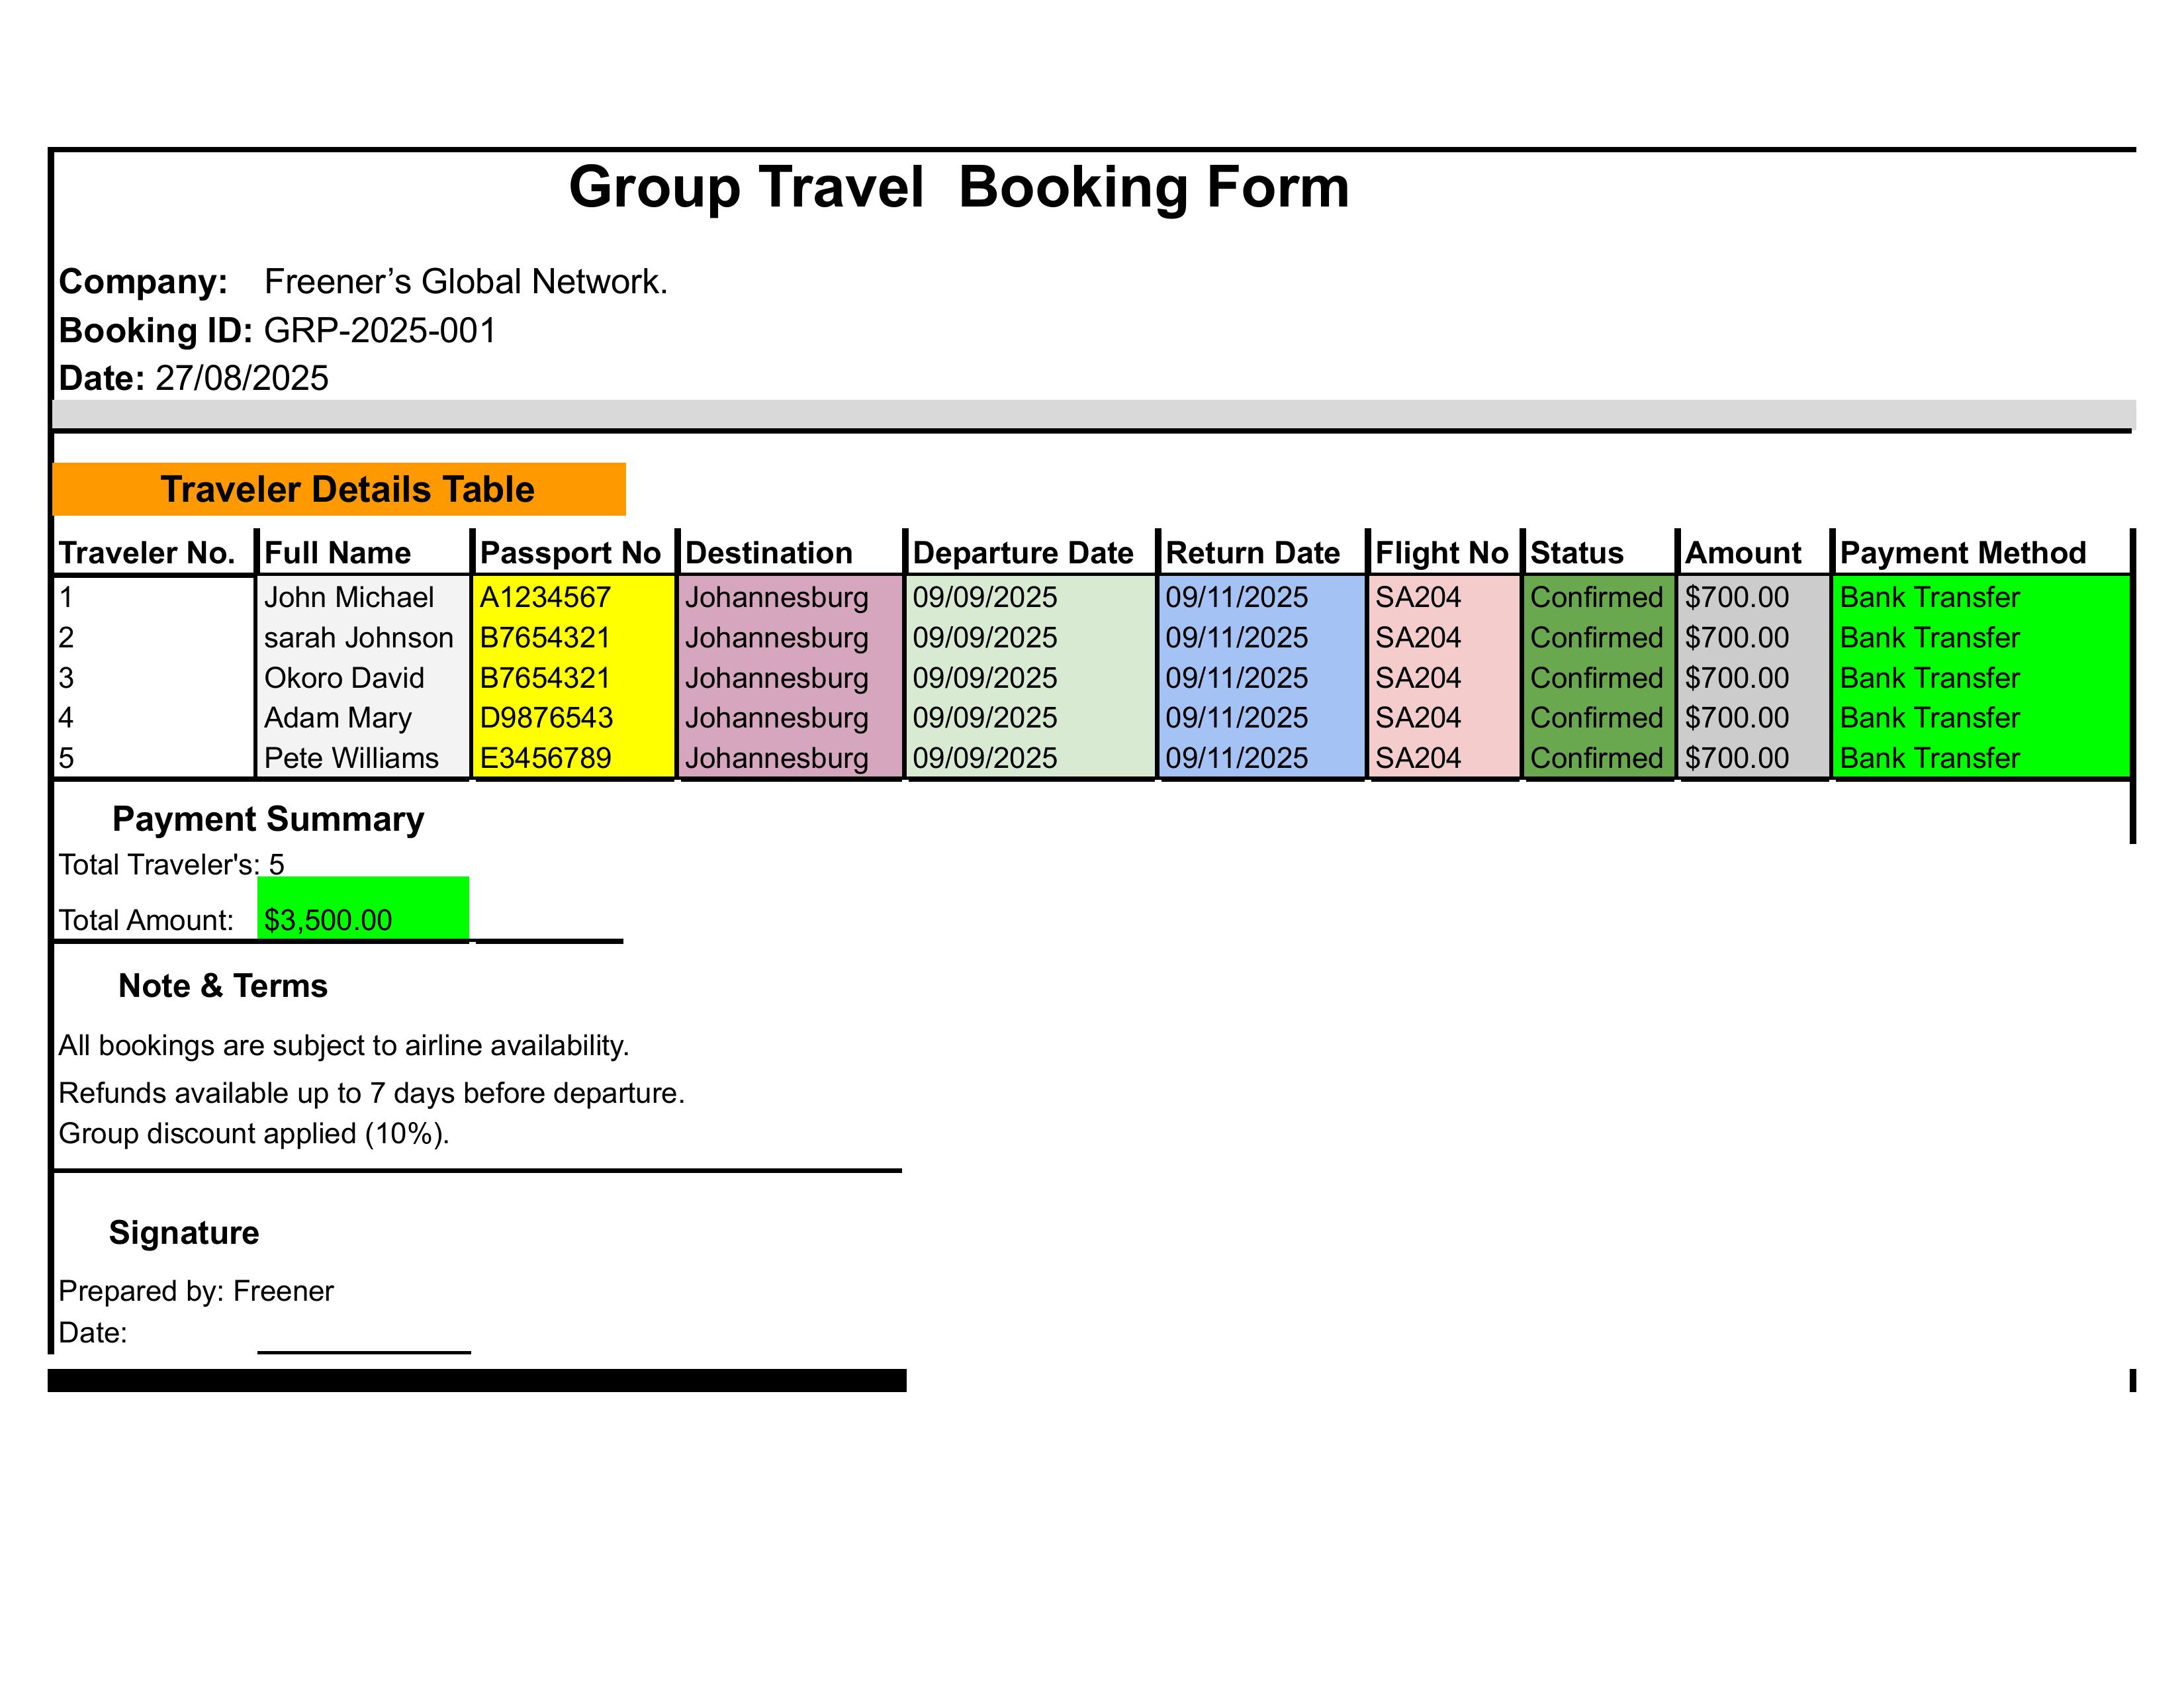 Group Travel  Booking Form
Company: Freener’s Global Network.
Booking ID: GRP-2025-001
Date: 27/08/2025
Traveler Details Table
Traveler No. Full Name Passport No Destination Departure Date Return Date Flight No Status Amount Payment Method
1 John Michael A1234567 Johannesburg 09/09/2025 09/11/2025 SA204 Confirmed $700.00 Bank Transfer
2 sarah Johnson B7654321 Johannesburg 09/09/2025 09/11/2025 SA204 Confirmed $700.00 Bank Transfer
3 Okoro David B7654321 Johannesburg 09/09/2025 09/11/2025 SA204 Confirmed $700.00 Bank Transfer
4 Adam Mary D9876543 Johannesburg 09/09/2025 09/11/2025 SA204 Confirmed $700.00 Bank Transfer
5 Pete Williams E3456789 Johannesburg 09/09/2025 09/11/2025 SA204 Confirmed $700.00 Bank Transfer
Payment Summary
Total Traveler's: 5
Total Amount: $3,500.00
Note & Terms
All bookings are subject to airline availability.
Refunds available up to 7 days before departure.
Group discount applied (10%).
Signature
Prepared by: Freener
Date: